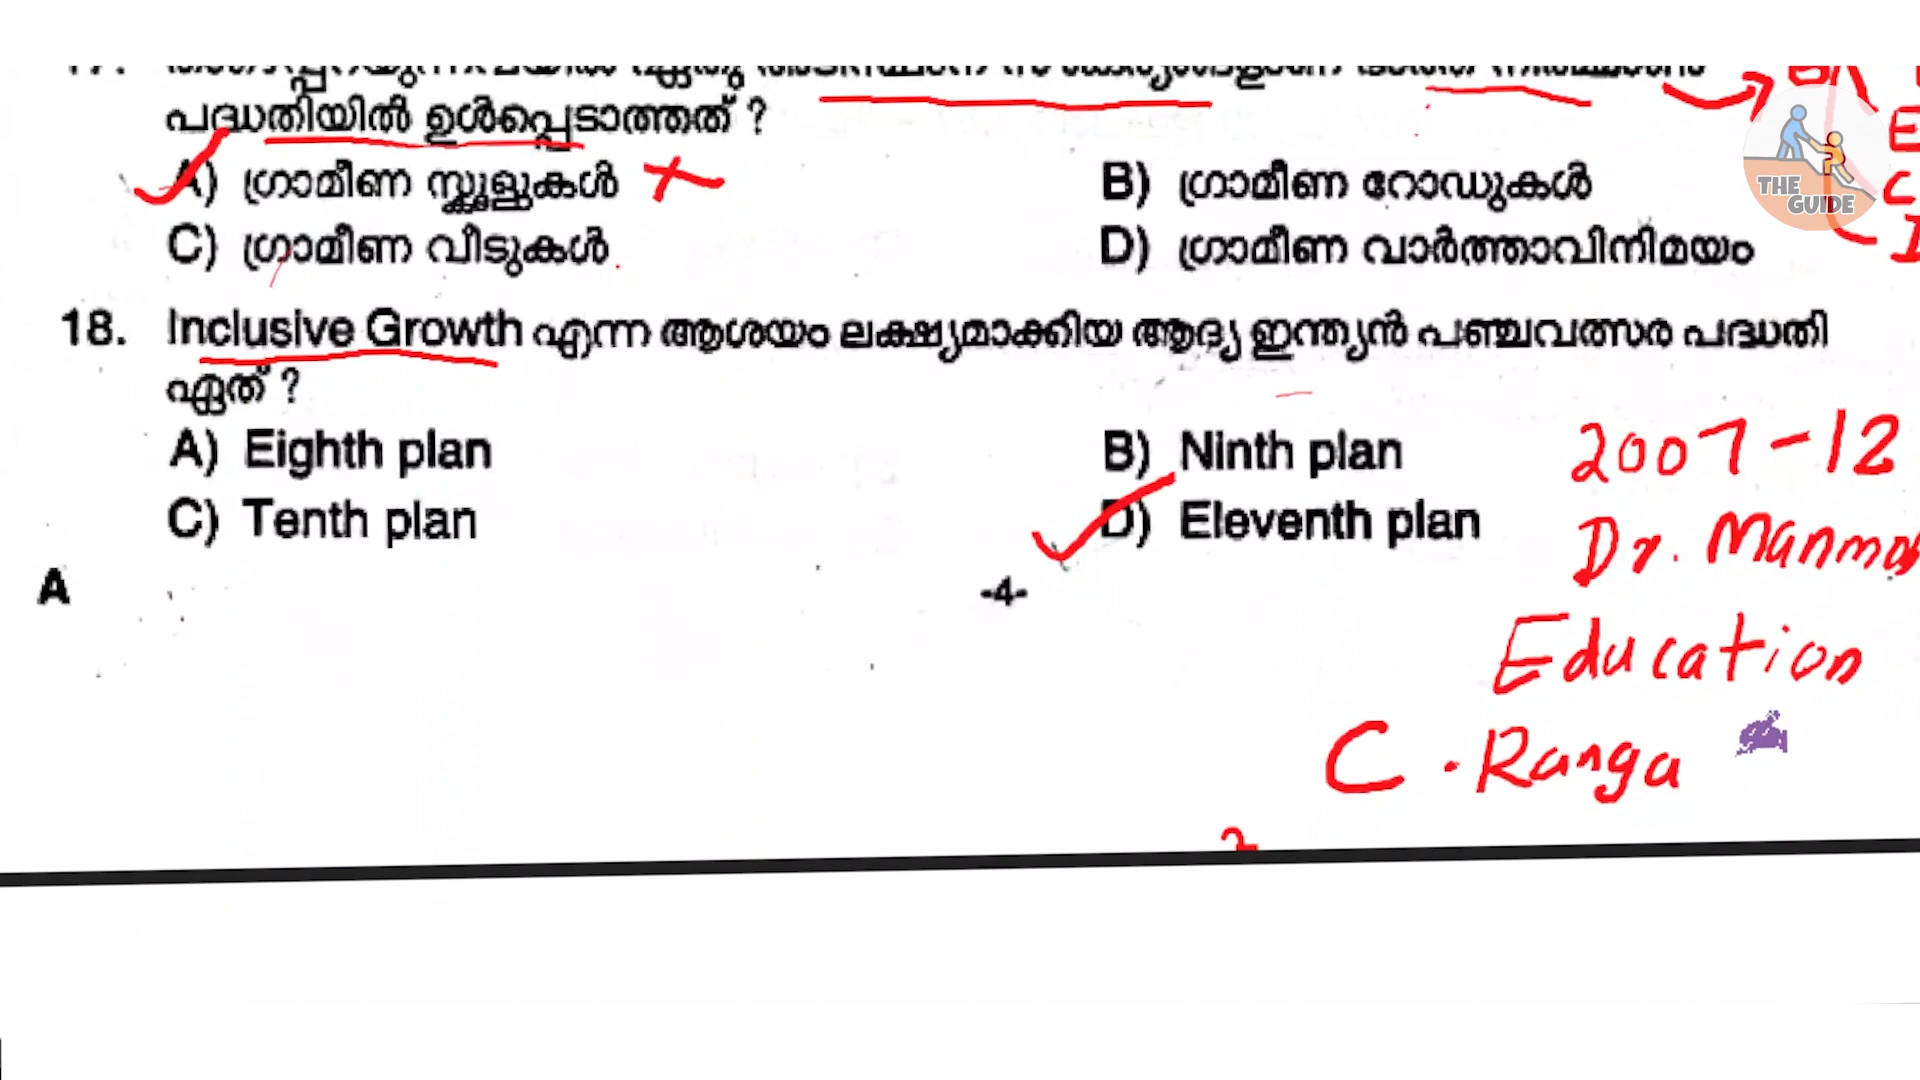 പദ്ധതിയിൽ ഉൾപ്പെടാത്തത് ?
A) ഗ്രാമീണ സ്കൂളുകൾ
B) ഗ്രാമീണ റോഡുകൾ
C) ഗ്രാമീണ വീടുകൾ
D) ഗ്രാമീണ വാർത്താവിനിമയം
THE
GUIDE
18. Inclusive Growth എന്ന ആശയം ലക്ഷ്യമാക്കിയ ആദ്യ ഇന്ത്യൻ പഞ്ചവത്സര പദ്ധതി
ഏത് ?
A) Eighth plan
B) Ninth plan
C) Tenth plan
D) Eleventh plan
2007-12
Dr.
Education
C. Ranga
A
-4-